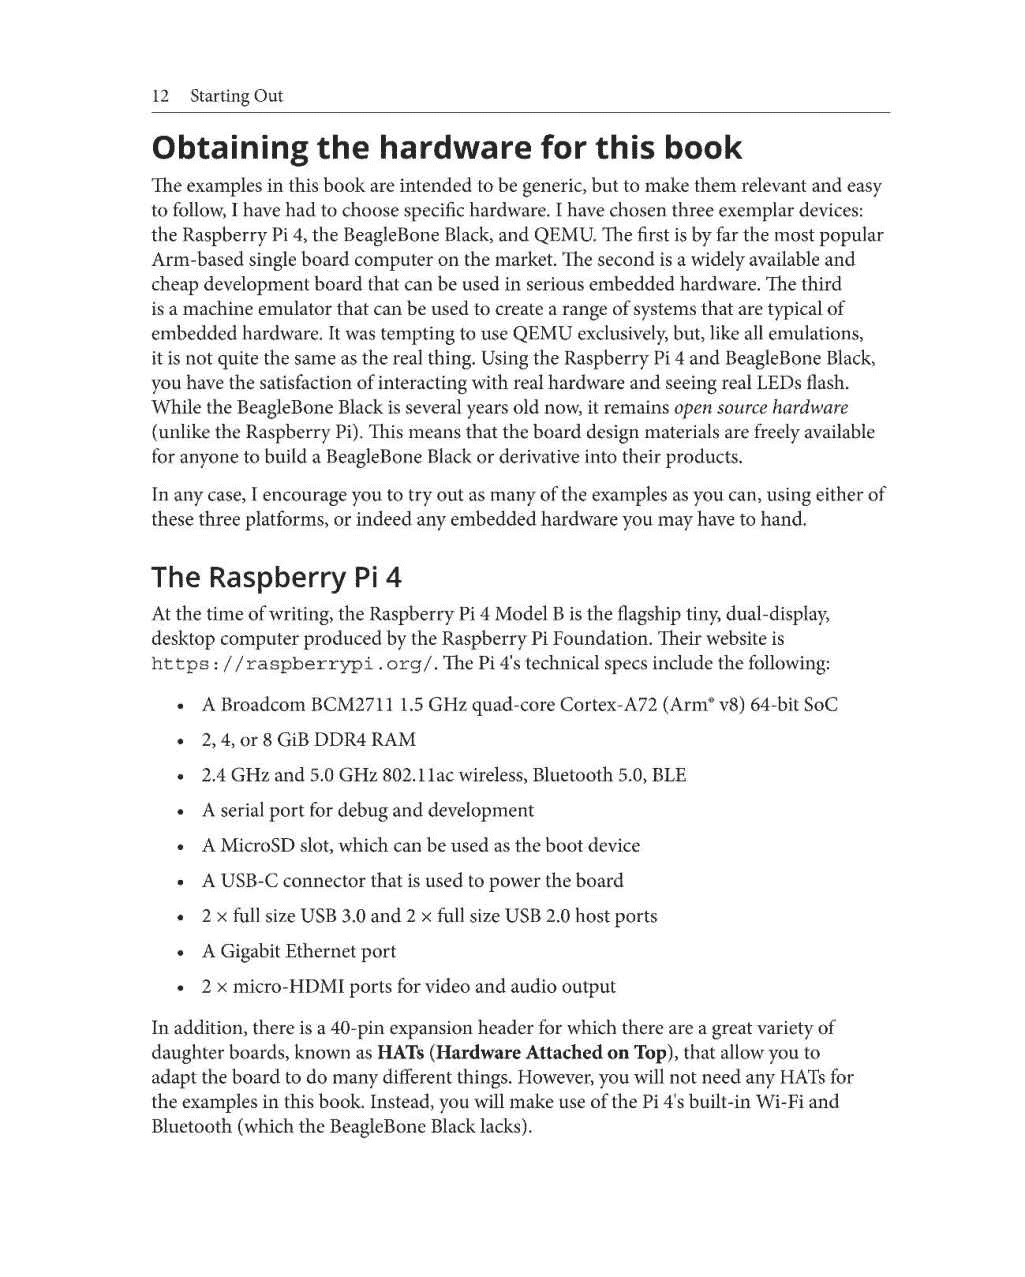 12 Starting Out
Obtaining the hardware for this book
The examples in this book are intended to be generic, but to make them relevant and easy
to follow, I have had to choose specific hardware. I have chosen three exemplar devices:
the Raspberry Pi 4, the BeagleBone Black, and QEMU. The first is by far the most popular
Arm-based single board computer on the market. The second is a widely available and
cheap development board that can be used in serious embedded hardware. The third
is a machine emulator that can be used to create a range of systems that are typical of
embedded hardware. It was tempting to use QEMU exclusively, but, like all emulations,
it is not quite the same as the real thing. Using the Raspberry Pi 4 and BeagleBone Black,
you have the satisfaction of interacting with real hardware and seeing real LEDs flash.
While the BeagleBone Black is several years old now, it remains open source hardware
(unlike the Raspberry Pi). This means that the board design materials are freely available
for anyone to build a BeagleBone Black or derivative into their products.
In any case, I encourage you to try out as many of the examples as you can, using either of
these three platforms, or indeed any embedded hardware you may have to hand.
The Raspberry Pi 4
At the time of writing, the Raspberry Pi 4 Model B is the flagship tiny, dual-display,
desktop computer produced by the Raspberry Pi Foundation. Their website is
https://raspberrypi.org/. The Pi 4's technical specs include the following:
• A Broadcom BCM2711 1.5 GHz quad-core Cortex-A72 (Arm® v8) 64-bit SoC
• 2, 4, or 8 GiB DDR4 RAM
• 2.4 GHz and 5.0 GHz 802.11ac wireless, Bluetooth 5.0, BLE
• A serial port for debug and development
• A MicroSD slot, which can be used as the boot device
• A USB-C connector that is used to power the board
• 2 × full size USB 3.0 and 2 × full size USB 2.0 host ports
• A Gigabit Ethernet port
• 2 × micro-HDMI ports for video and audio output
In addition, there is a 40-pin expansion header for which there are a great variety of
daughter boards, known as HATs (Hardware Attached on Top), that allow you to
adapt the board to do many different things. However, you will not need any HATs for
the examples in this book. Instead, you will make use of the Pi 4's built-in Wi-Fi and
Bluetooth (which the BeagleBone Black lacks).